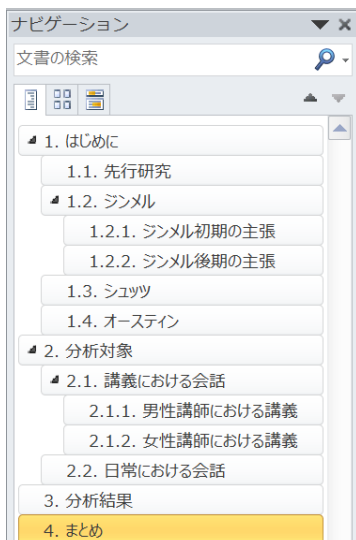 ナビゲーション
文書の検索
1. はじめに
1.1. 先行研究
1.2. ジンメル
1.2.1. ジンメル初期の主張
1.2.2. ジンメル後期の主張
1.3. シュッツ
1.4. オースティン
2. 分析対象
2.1. 講義における会話
2.1.1. 男性講師における講義
2.1.2. 女性講師における講義
2.2. 日常における会話
3. 分析結果
4. まとめ